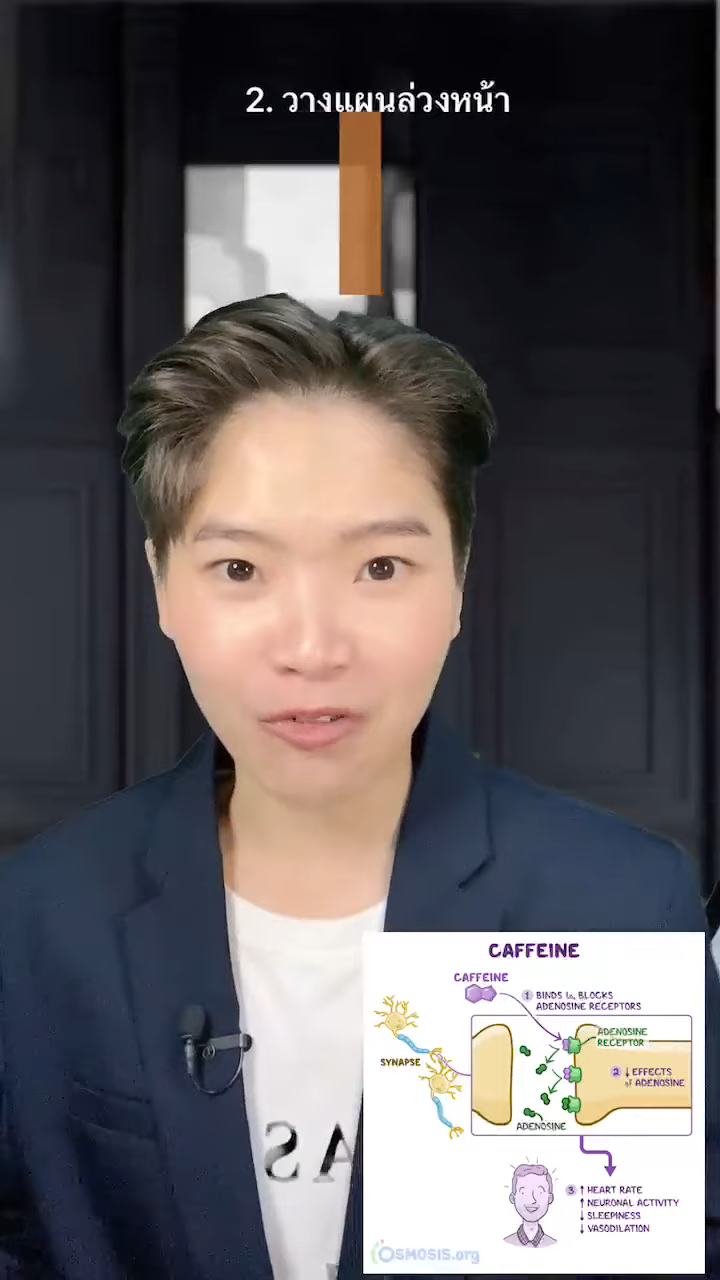 2. วางแผนล่วงหน้า
CAFFEINE
CAFFEINE
1 BINDS to, BLOCKS
ADENOSINE RECEPTORS
ADENOSINE
RECEPTOR
SYNAPSE
2 ↓ EFFECTS
of ADENOSINE
ADENOSINE
3 ↑ HEART RATE
↑ NEURONAL ACTIVITY
↓ SLEEPINESS
↓ VASODILATION
OSMOSIS.org